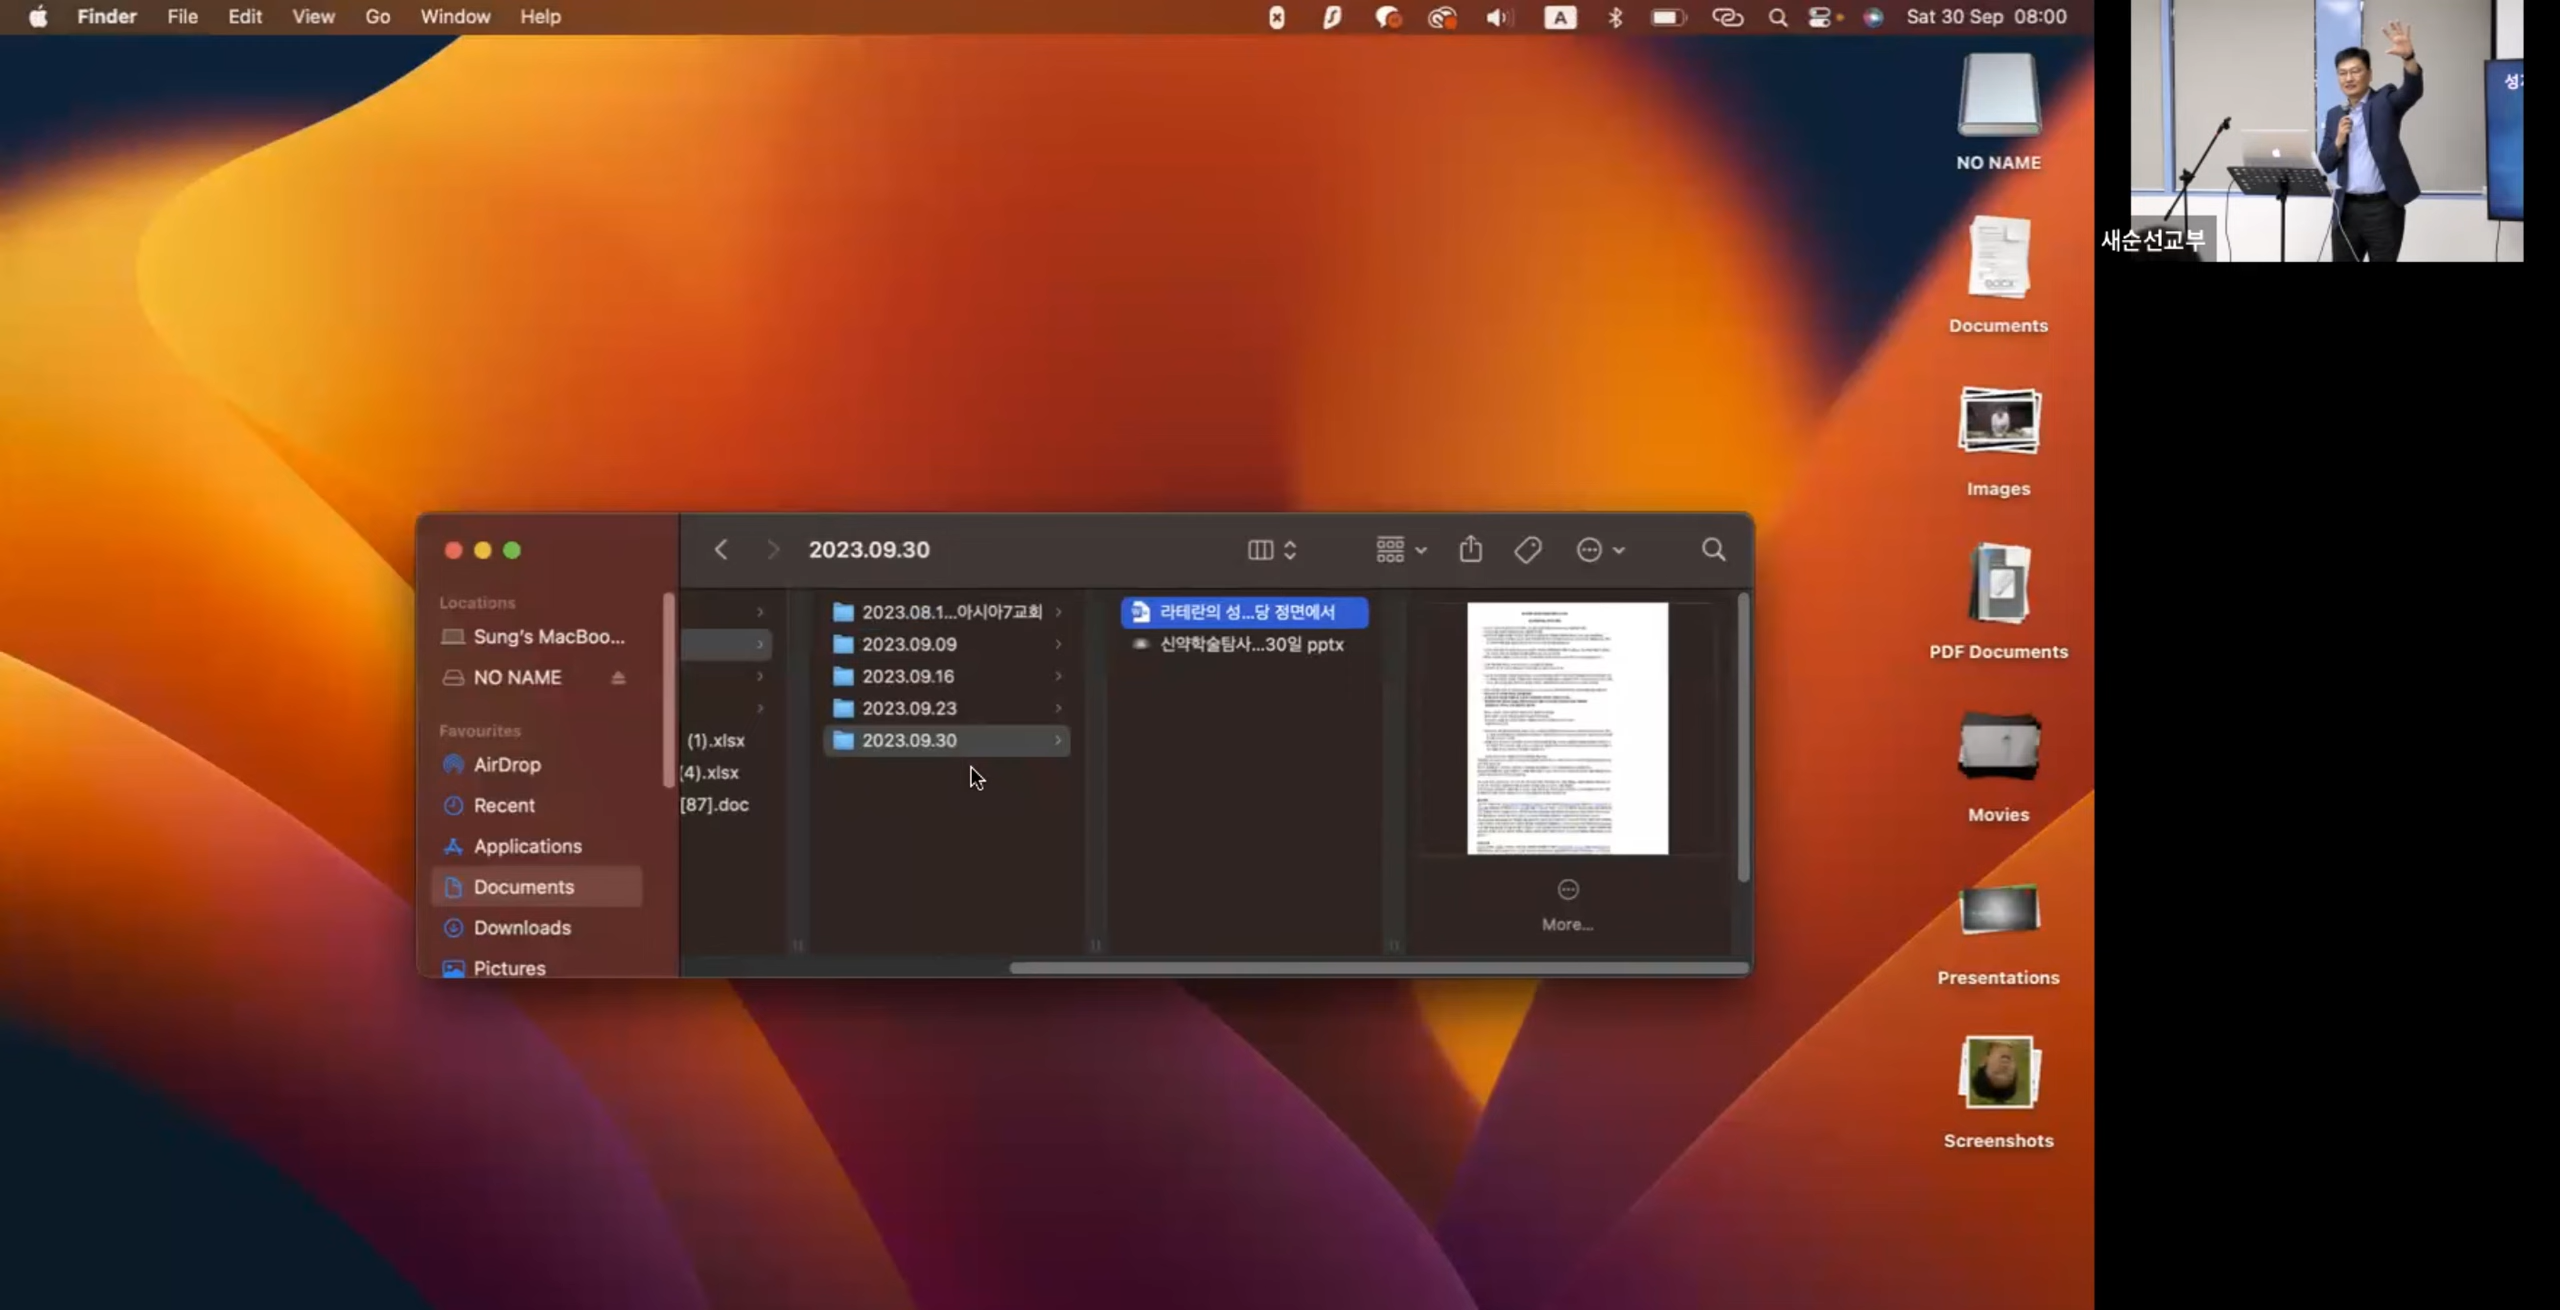 Finder File Edit View Go Window Help
A
Sat 30 Sep 08:00
NO NAME
Documents
Images
PDF Documents
Movies
Presentations
Screenshots
2023.09.30
Locations
Sung's MacBoo...
NO NAME
Favourites
AirDrop
Recent
Applications
Documents
Downloads
Pictures
(1).xlsx
(4).xlsx
[87].doc
2023.08.1...아시아7교회
2023.09.09
2023.09.16
2023.09.23
2023.09.30
라테란의 성...당 정면에서
신약학술탐사...30일 pptx
More...
DOCX
성
새순선교부